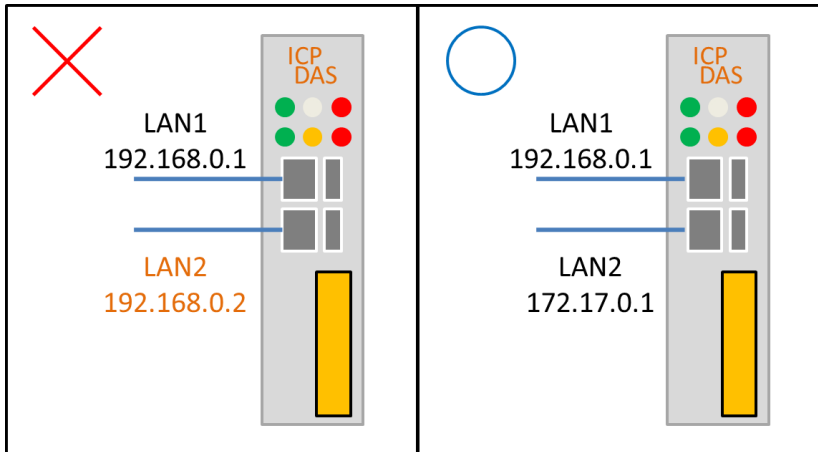 ICP
DAS
LAN1
192.168.0.1
LAN2
192.168.0.2
ICP
DAS
LAN1
192.168.0.1
LAN2
172.17.0.1